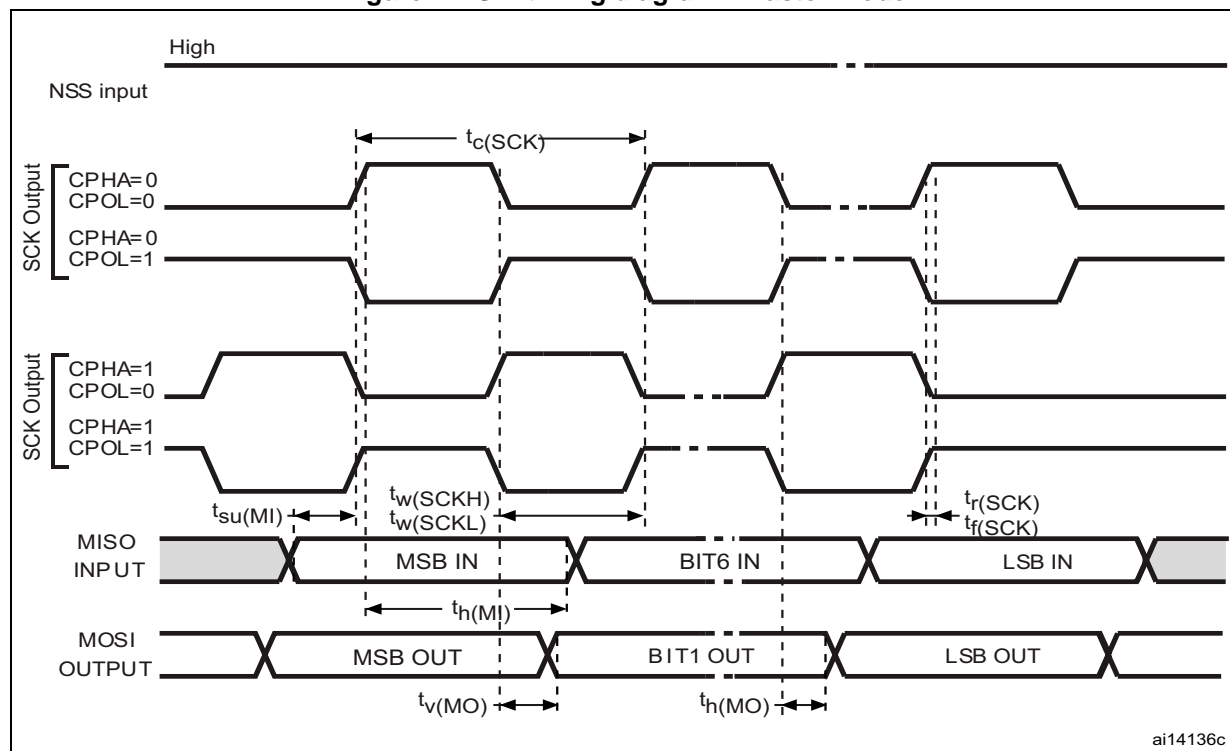 High
NSS input
tc(SCK)
SCK Output
CPHA=0
CPOL=0
CPHA=0
CPOL=1
SCK Output
CPHA=1
CPOL=0
CPHA=1
CPOL=1
tsu(MI)
tw(SCKH)
tw(SCKL)
tr(SCK)
tf(SCK)
MISO
INPUT
MSB IN
BIT6 IN
LSB IN
th(MI)
MOSI
OUTPUT
MSB OUT
BIT1 OUT
LSB OUT
tv(MO)
th(MO)
ai14136c